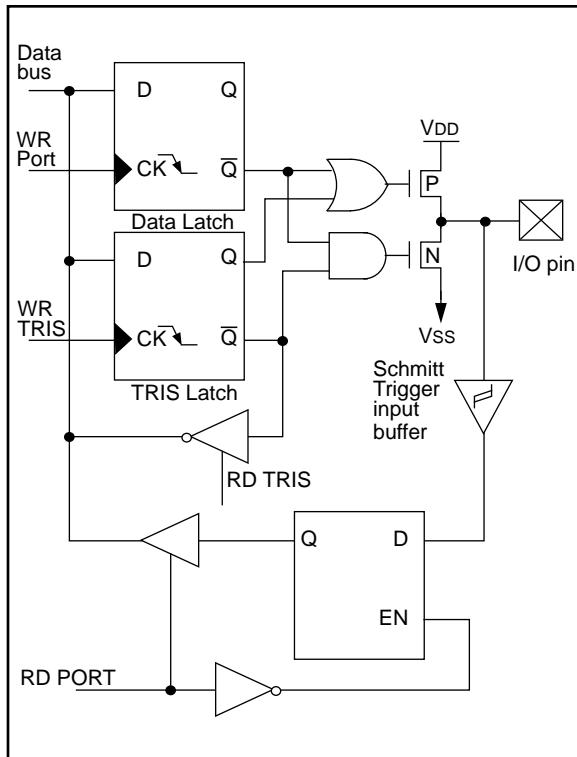 Data
bus
D
Q
WR
Port
CK
Q
Data Latch
VDD
P
N
I/O pin
VSS
D
Q
WR
TRIS
CK
Q
TRIS Latch
Schmitt
Trigger
input
buffer
RD TRIS
Q
D
EN
RD PORT